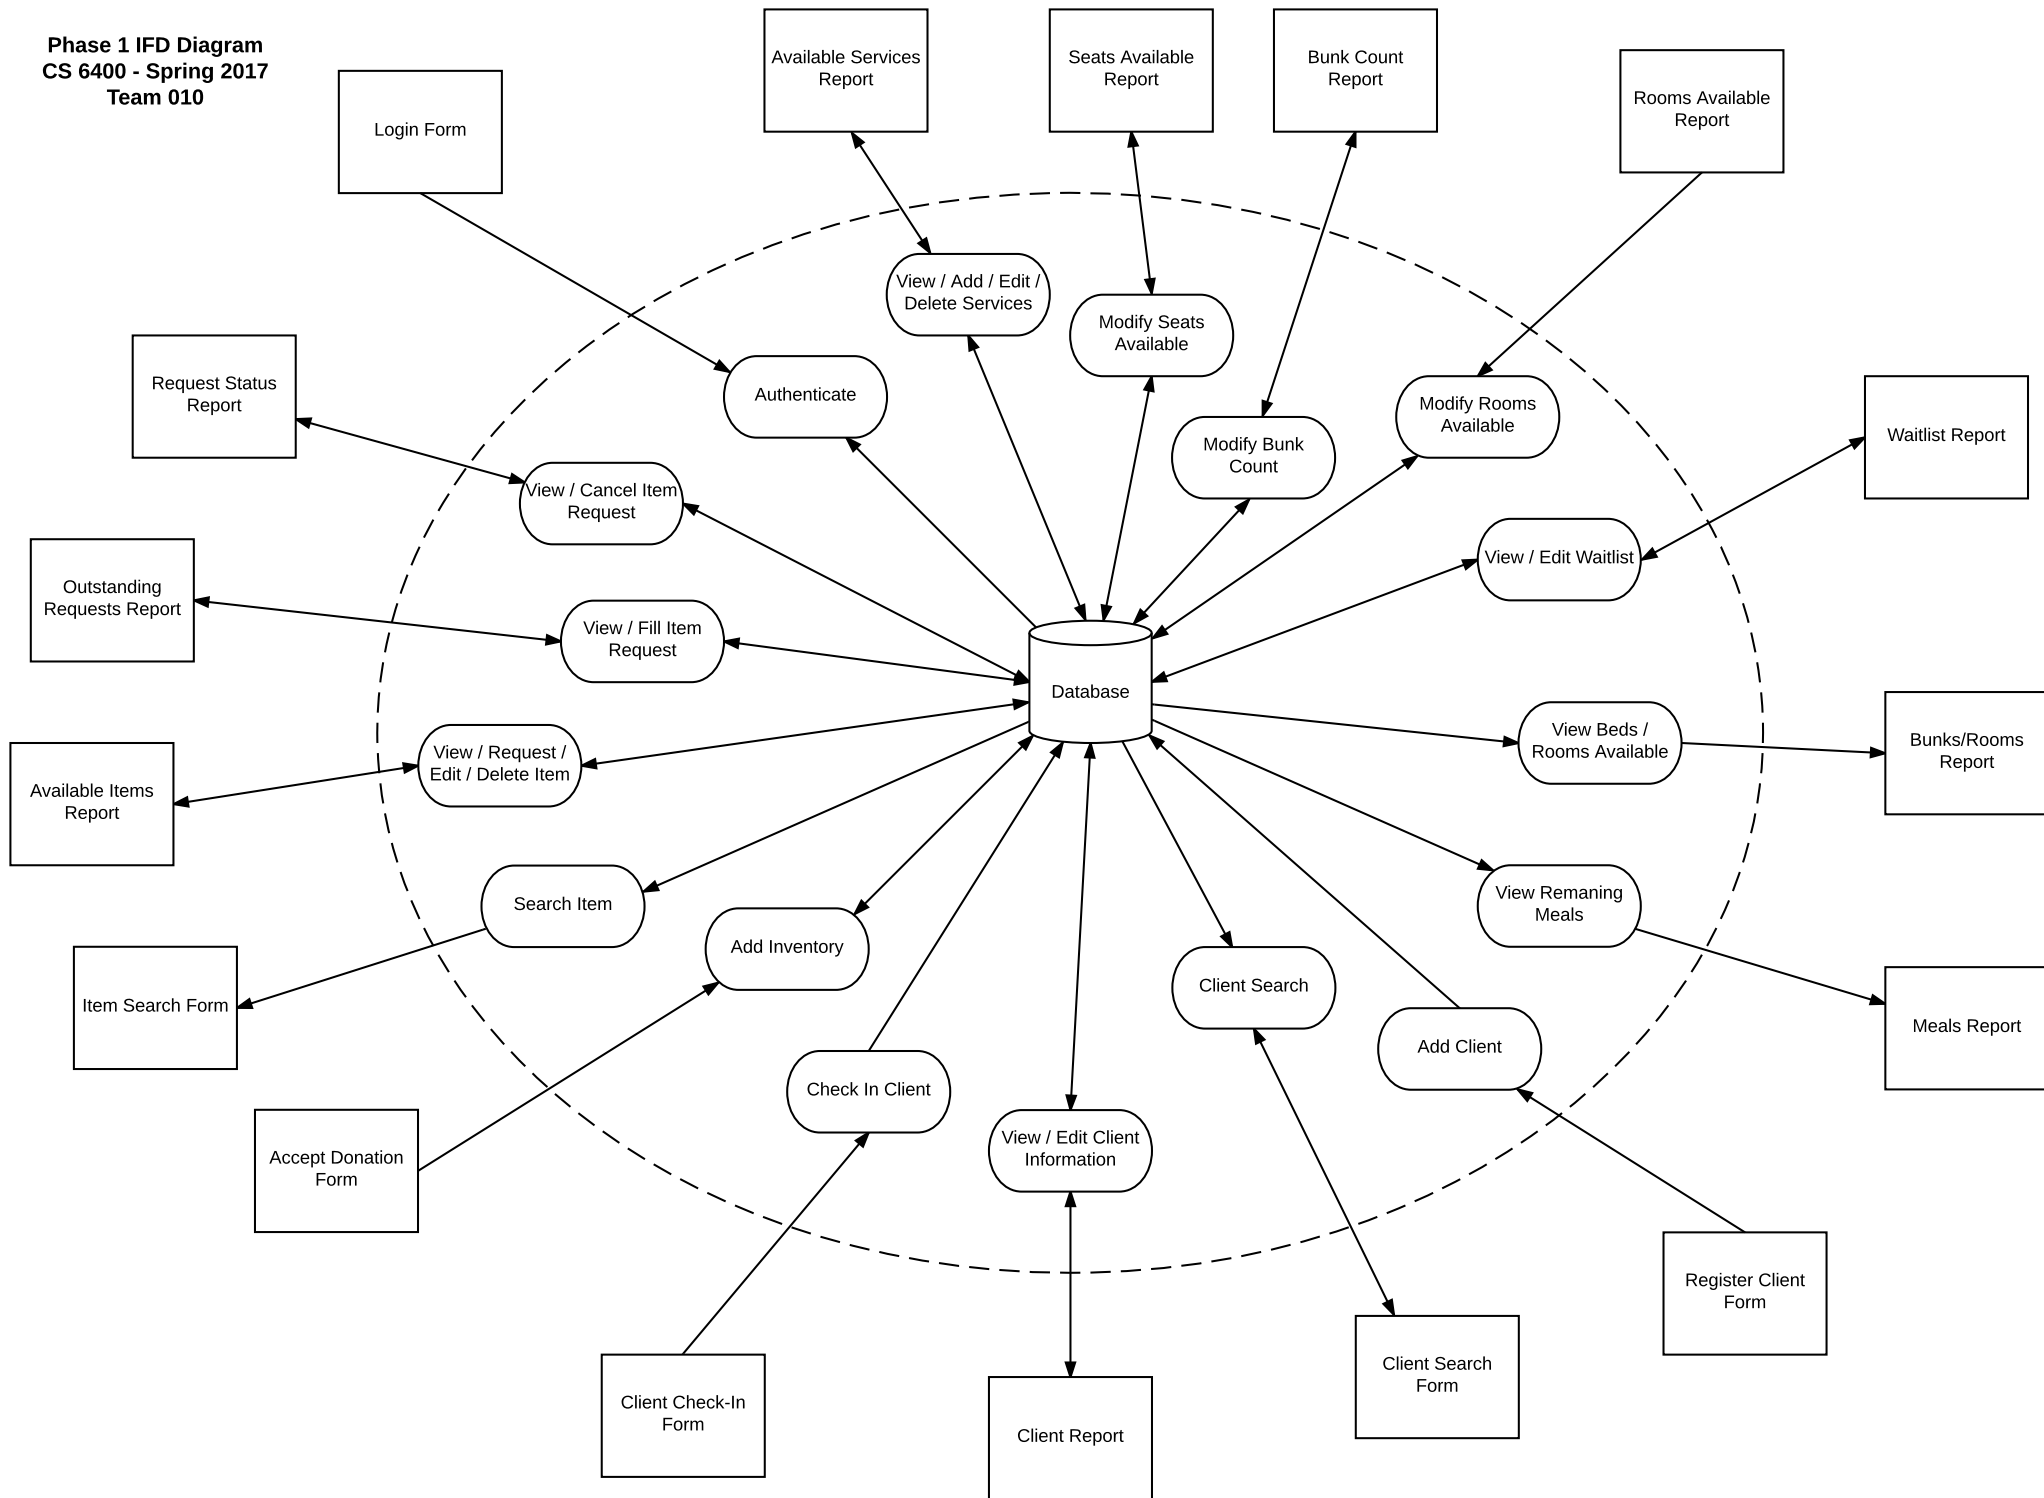 Phase 1 IFD Diagram
CS 6400 - Spring 2017
Team 010
Login Form
Available Services
Report
Seats Available
Report
Bunk Count
Report
Rooms Available
Report
View / Add / Edit /
Delete Services
Modify Seats
Available
Authenticate
Modify Bunk
Count
Modify Rooms
Available
Request Status
Report
Waitlist Report
View / Cancel Item
Request
View / Edit Waitlist
Outstanding
Requests Report
View / Fill Item
Request
Database
View Beds /
Rooms Available
Bunks/Rooms
Report
View / Request /
Edit / Delete Item
Available Items
Report
Search Item
Add Inventory
View Remaning
Meals
Item Search Form
Client Search
Add Client
Meals Report
Check In Client
View / Edit Client
Information
Accept Donation
Form
Register Client
Form
Client Check-In
Form
Client Report
Client Search
Form